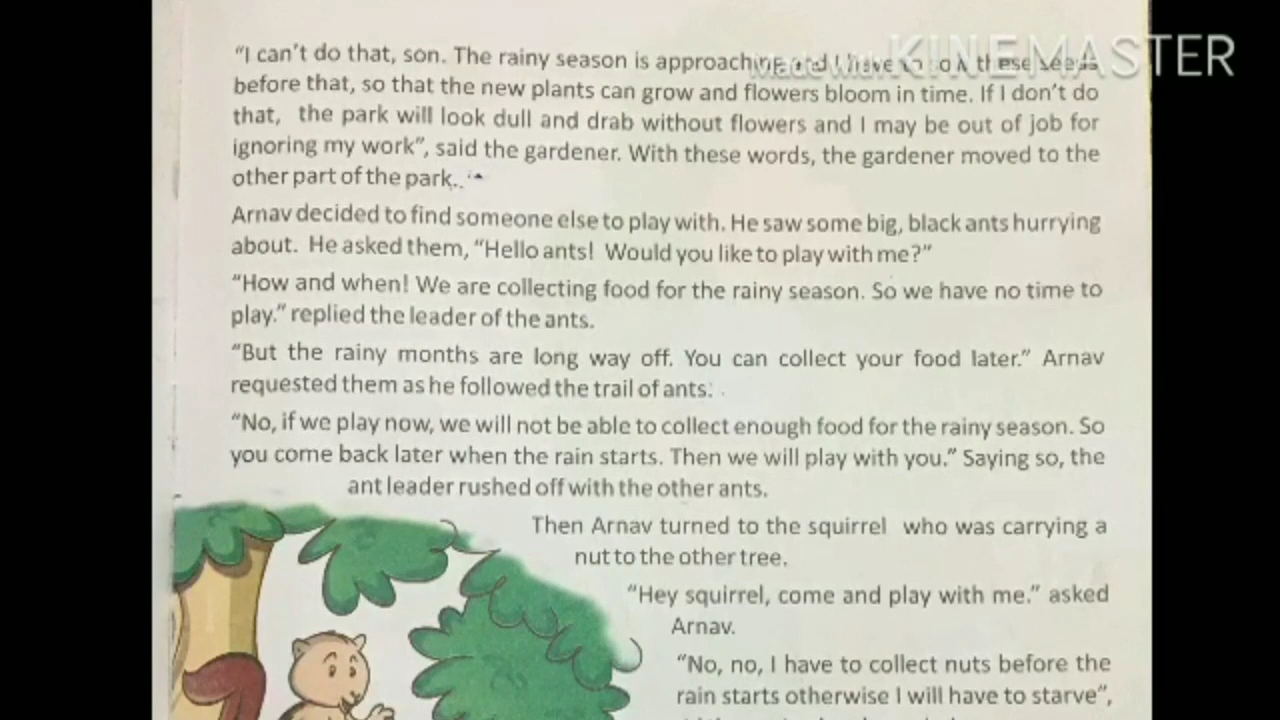 Made with KINEMASTER
“I can’t do that, son. The rainy season is approaching and I have to these seeds
before that, so that the new plants can grow and flowers bloom in time. If I don’t do
that, the park will look dull and drab without flowers and I may be out of job for
ignoring my work”, said the gardener. With these words, the gardener moved to the
other part of the park..
Arnav decided to find someone else to play with. He saw some big, black ants hurrying
about. He asked them, “Hello ants! Would you like to play with me?”
“How and when! We are collecting food for the rainy season. So we have no time to
play.” replied the leader of the ants.
“But the rainy months are long way off. You can collect your food later.” Arnav
requested them as he followed the trail of ants.
“No, if we play now, we will not be able to collect enough food for the rainy season. So
you come back later when the rain starts. Then we will play with you.” Saying so, the
ant leader rushed off with the other ants.
Then Arnav turned to the squirrel who was carrying a
nut to the other tree.
“Hey squirrel, come and play with me.” asked
Arnav.
“No, no, I have to collect nuts before the
rain starts otherwise I will have to starve”,